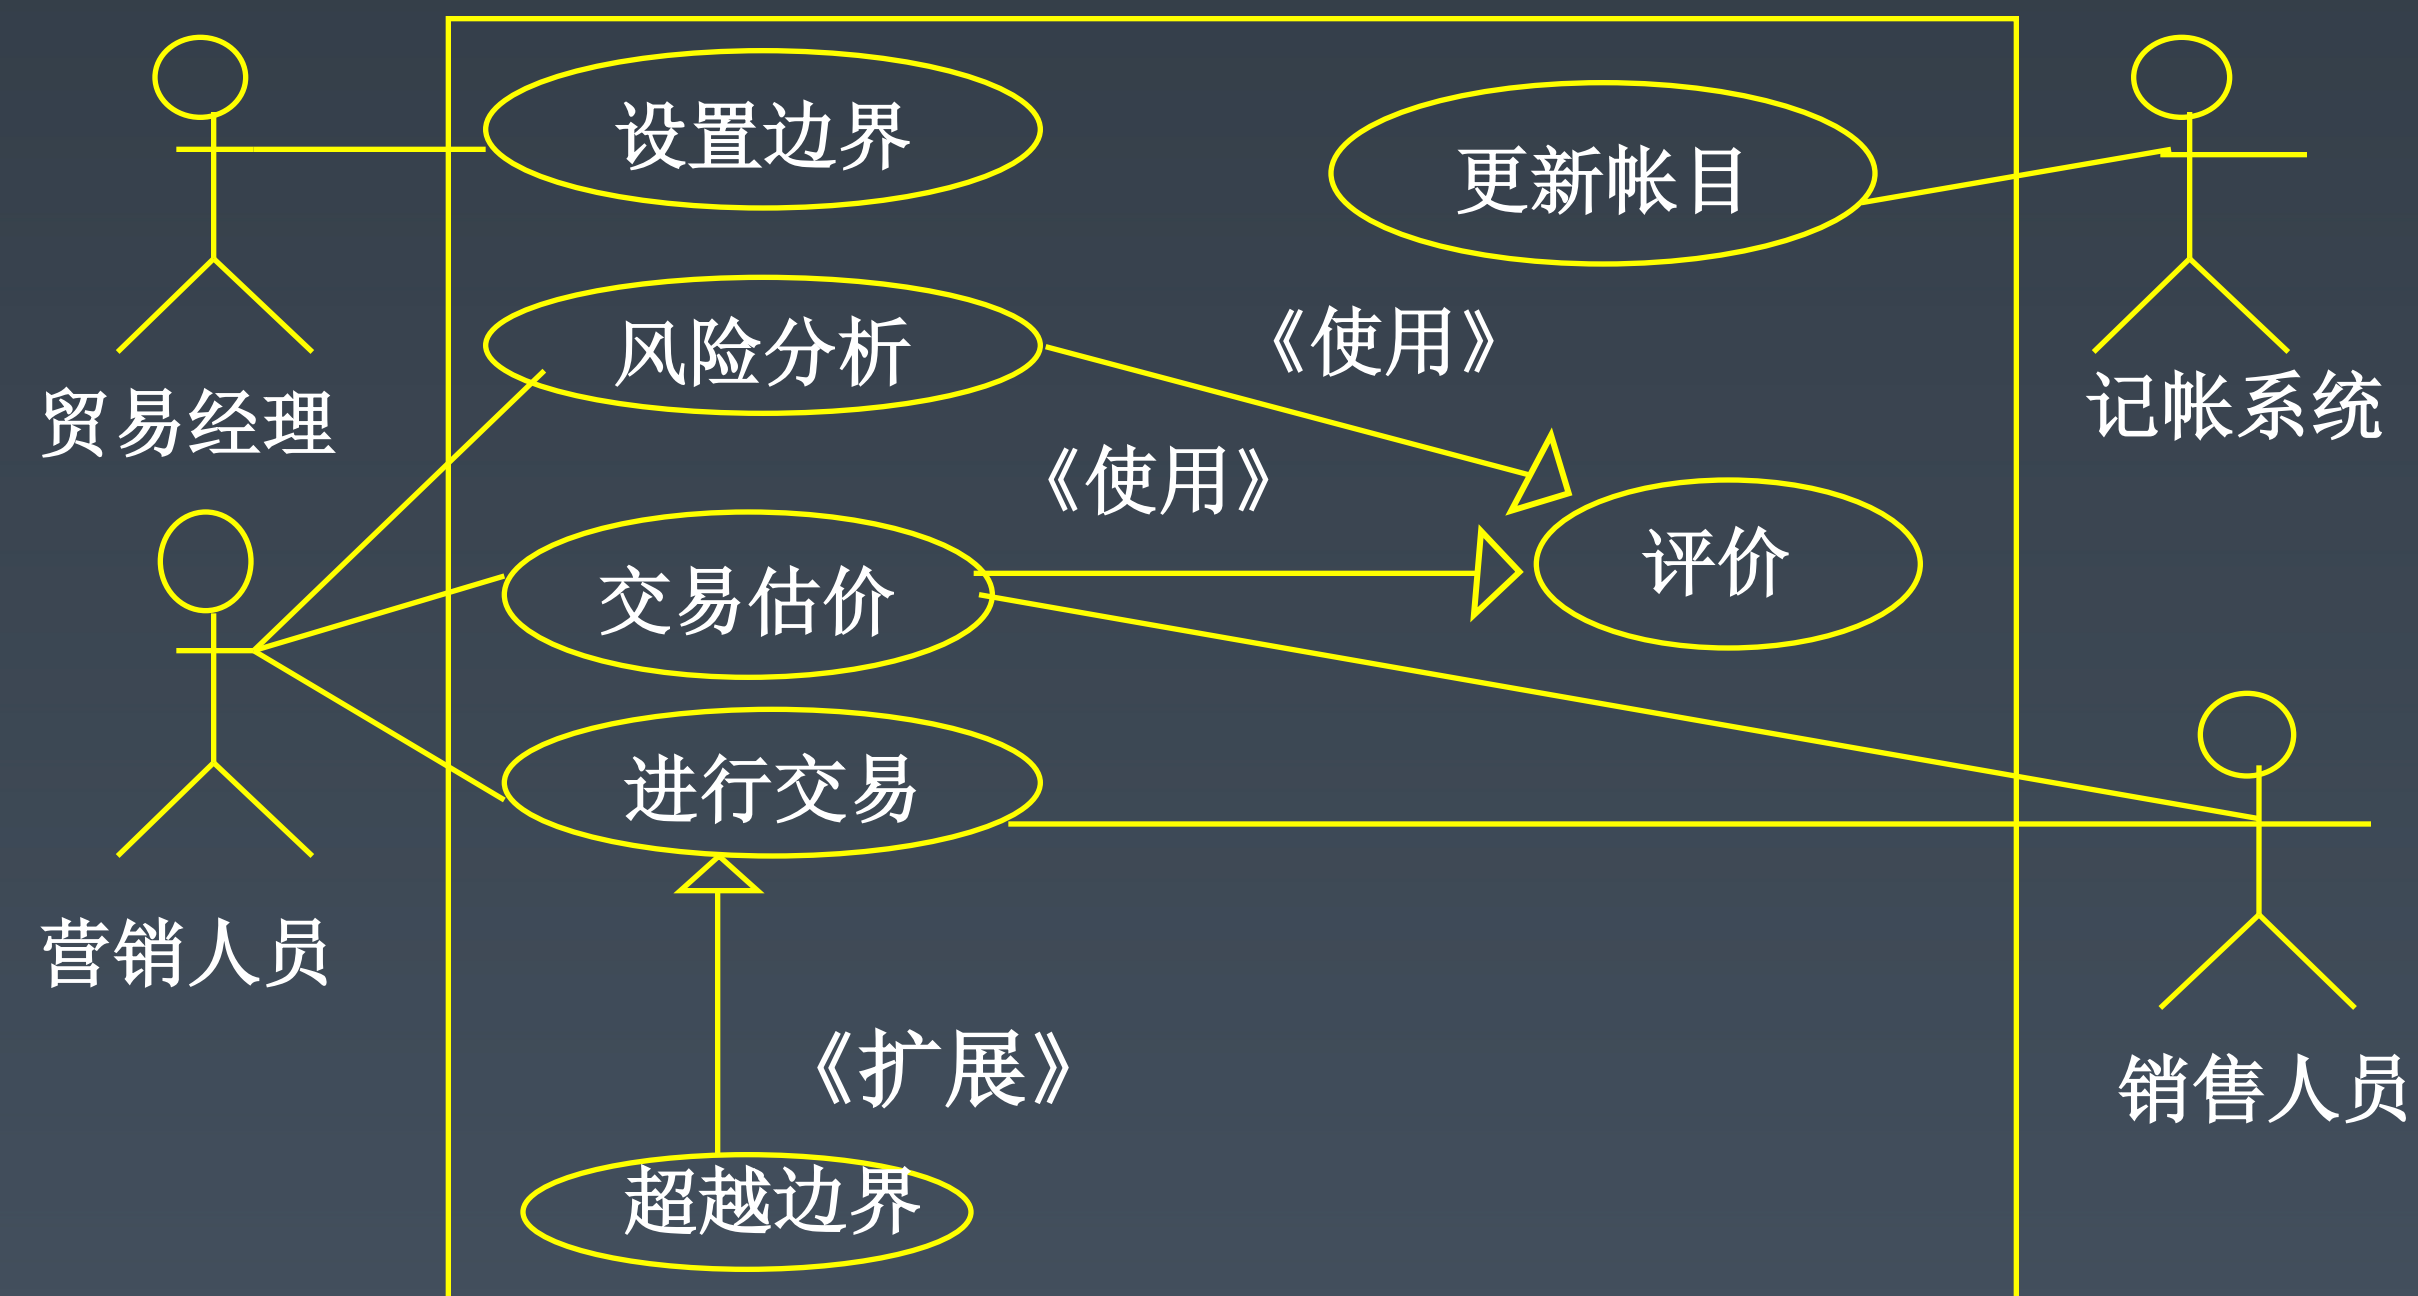 设置边界
更新帐目
风险分析
《使用》
贸易经理
记帐系统
《使用》
评价
交易估价
进行交易
营销人员
《扩展》
销售人员
超越边界